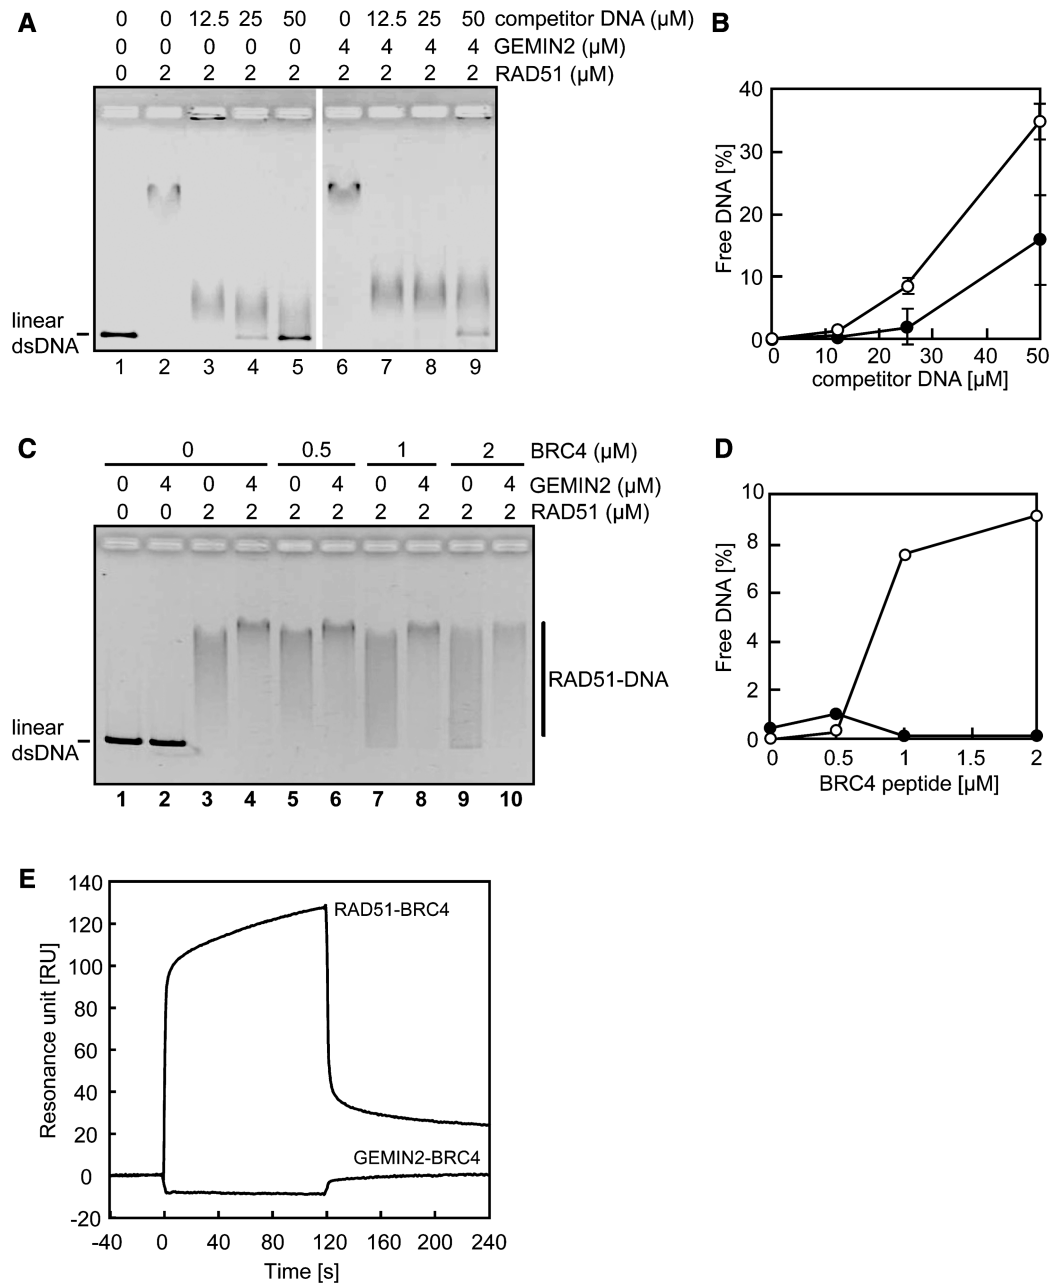 A
0 0 12.5 25 50 0 12.5 25 50 competitor DNA (µM)
0 0 0 0 0 4 4 4 4 GEMIN2 (µM)
0 2 2 2 2 2 2 2 2 RAD51 (µM)
linear
dsDNA
1 2 3 4 5 6 7 8 9
B
40
30
20
10
0
Free DNA [%]
0 10 20 30 40 50
competitor DNA [µM]
C
0 0.5 1 2 BRC4 (µM)
0 4 0 4 0 4 0 4 0 4 GEMIN2 (µM)
0 0 2 2 2 2 2 2 2 2 RAD51 (µM)
RAD51-DNA
linear
dsDNA
1 2 3 4 5 6 7 8 9 10
D
10
8
6
4
2
0
Free DNA [%]
0 0.5 1 1.5 2
BRC4 peptide [µM]
E
140
120
100
80
60
40
20
0
-20
Resonance unit [RU]
RAD51-BRC4
GEMIN2-BRC4
-40 0 40 80 120 160 200 240
Time [s]